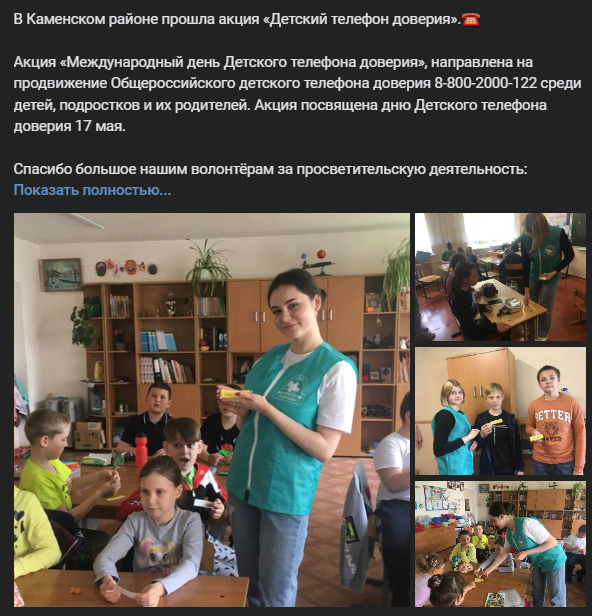 В Каменском районе прошла акция «Детский телефон доверия».☎️
Акция «Международный день Детского телефона доверия», направлена на
продвижение Общероссийского детского телефона доверия 8-800-2000-122 среди
детей, подростков и их родителей. Акция посвящена дню Детского телефона
доверия 17 мая.
Спасибо большое нашим волонтёрам за просветительскую деятельность:
Показать полностью...
BETTER